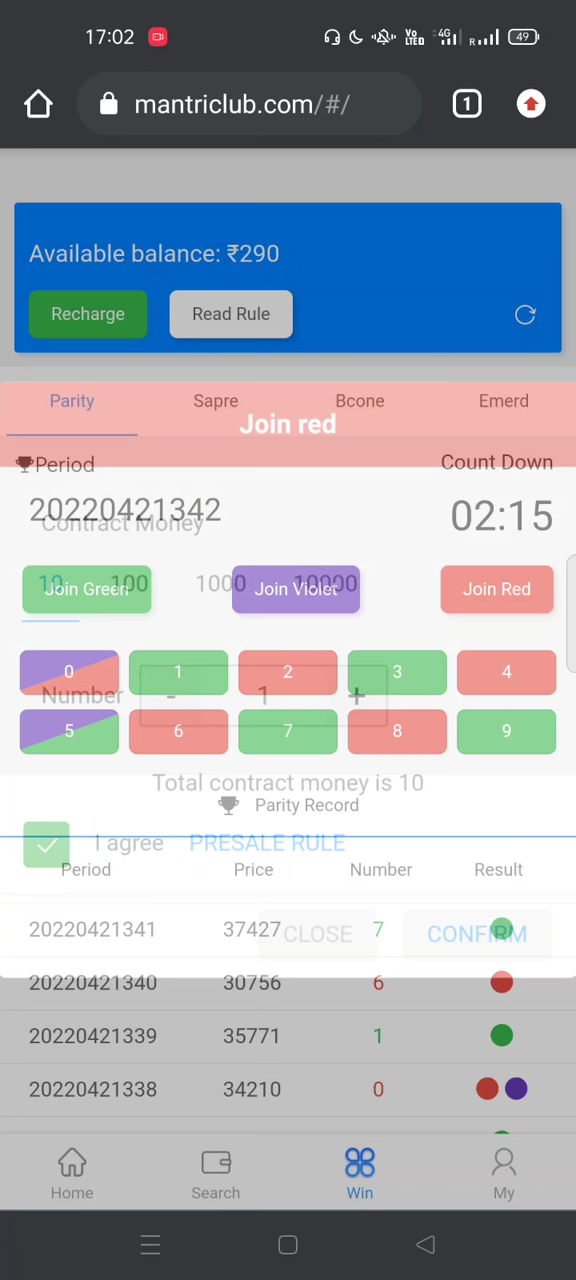 17:02 Vo LTE 4G R 49
mantriclub.com/#/ 1
Available balance: ₹290
Recharge Read Rule
Parity Sapre Bcone Emerd
Join red
Period Count Down
20220421342 02:15
Contract Money
10 100 1000 10000
Join Green Join Violet Join Red
0 1 2 3 4
Number - 1 +
5 6 7 8 9
Total contract money is 10
Parity Record
I agree PRESALE RULE
Period Price Number Result
20220421341 37427 7
CLOSE CONFIRM
20220421340 30756 6
20220421339 35771 1
20220421338 34210 0
Home Search Win My